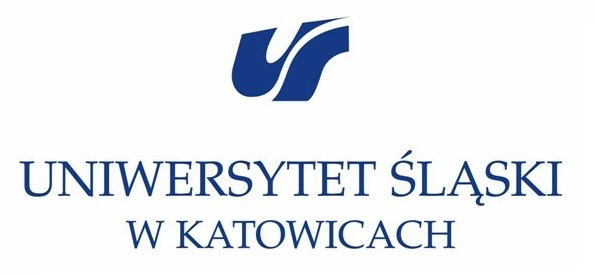 UNIWERSYTET ŚLĄSKI
W KATOWICACH